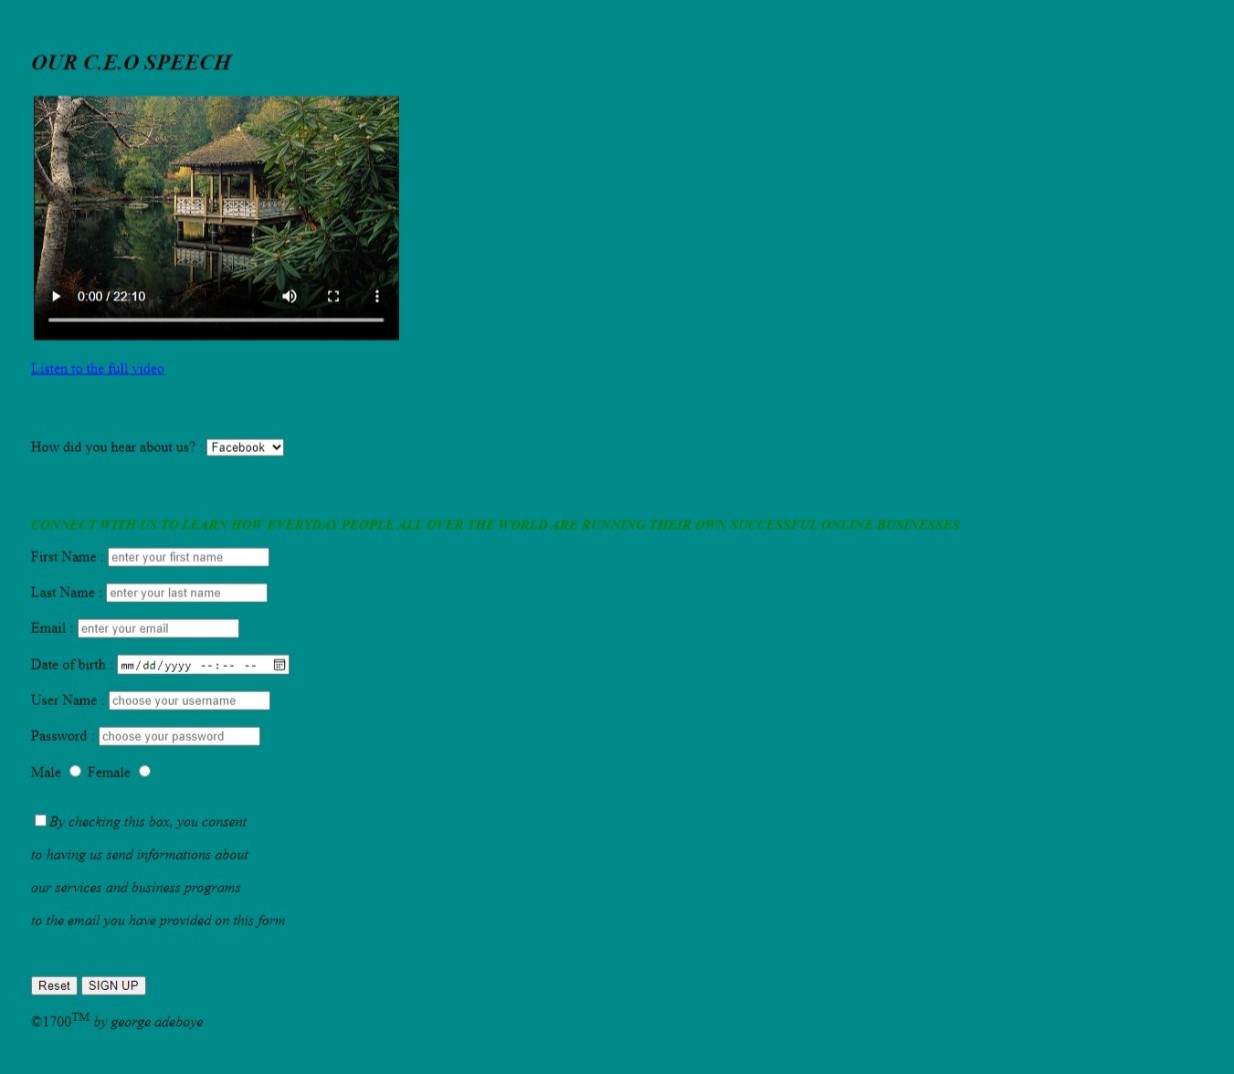 OUR C.E.O SPEECH
0:00 / 22:10
Listen to the full video
How did you hear about us? : Facebook
CONNECT WITH US TO LEARN HOW EVERYDAY PEOPLE ALL OVER THE WORLD ARE RUNNING THEIR OWN SUCCESSFUL ONLINE BUSINESSES
First Name : enter your first name
Last Name : enter your last name
Email : enter your email
Date of birth : mm/dd/yyyy --:-- --
User Name : choose your username
Password : choose your password
Male Female
By checking this box, you consent
to having us send informations about
our services and business programs
to the email you have provided on this form
Reset SIGN UP
©1700TM by george adeboye